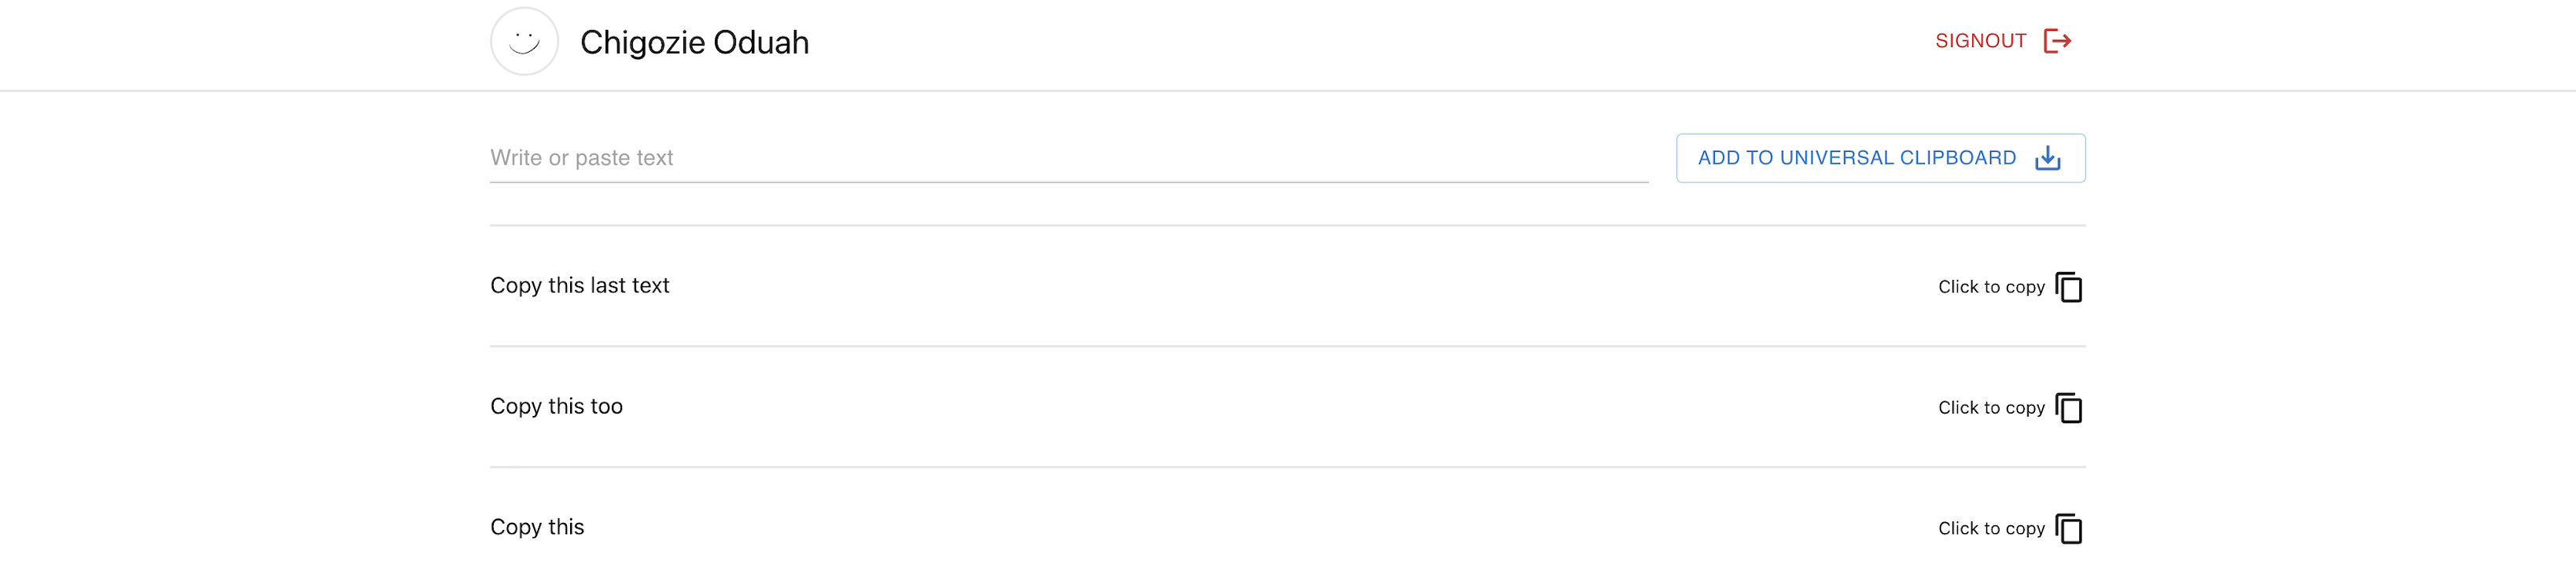 Chigozie Oduah
SIGNOUT
Write or paste text
ADD TO UNIVERSAL CLIPBOARD
Copy this last text
Click to copy
Copy this too
Click to copy
Copy this
Click to copy